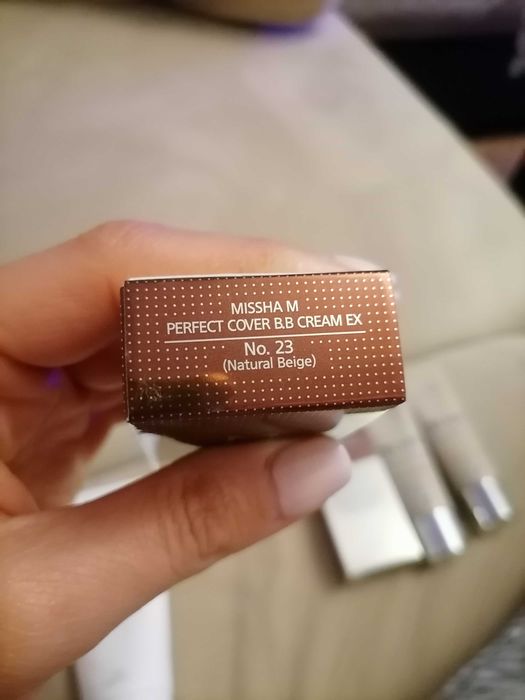 MISSHA M
PERFECT COVER B.B CREAM EX
No. 23
(Natural Beige)